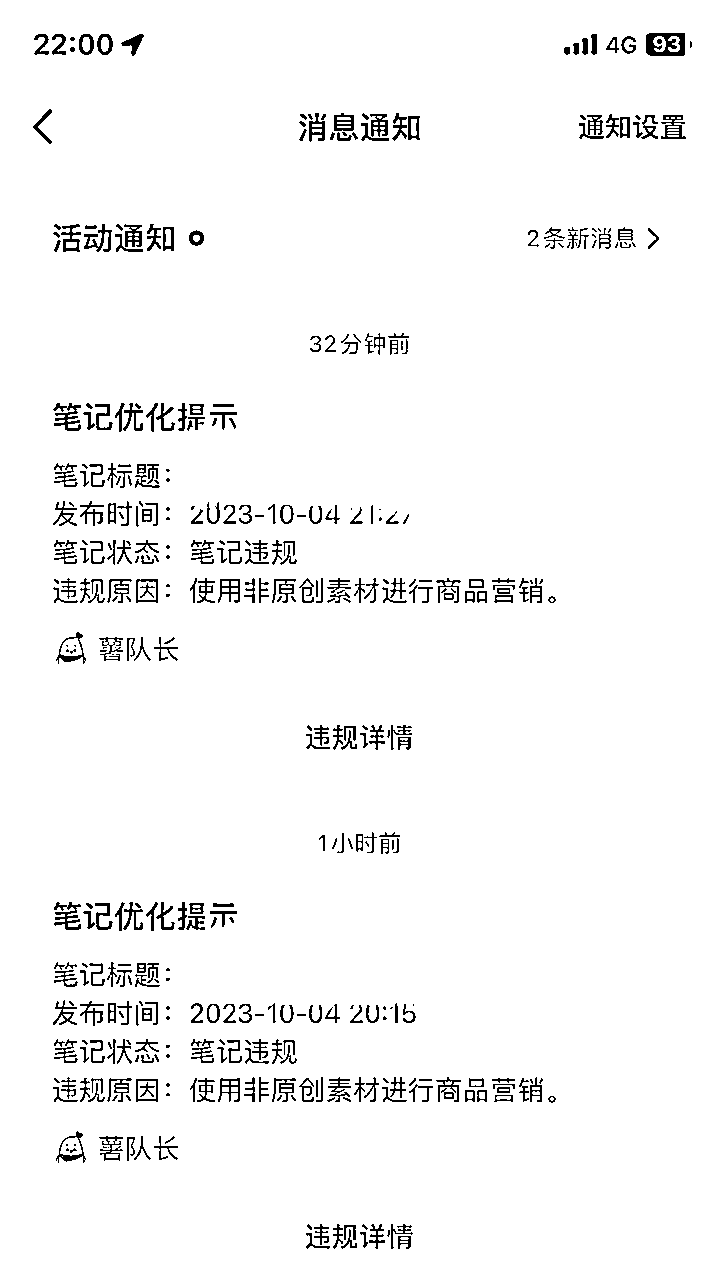 22:00
4G 93
消息通知
通知设置
活动通知
2条新消息
32分钟前
笔记优化提示
笔记标题：
发布时间：2023-10-04 21:27
笔记状态：笔记违规
违规原因：使用非原创素材进行商品营销。
薯队长
违规详情
1小时前
笔记优化提示
笔记标题：
发布时间：2023-10-04 20:15
笔记状态：笔记违规
违规原因：使用非原创素材进行商品营销。
薯队长
违规详情